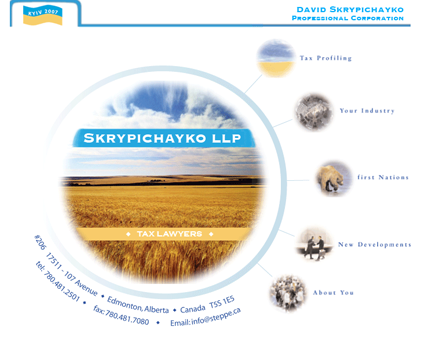 KYIV 2007
David Skrypichayko
Professional Corporation
Tax Profiling
Your Industry
Skrypichayko LLP
first Nations
Tax Lawyers
New Developments
About You
#206 17511 - 107 Avenue • Edmonton, Alberta • Canada T5S 1E5
tel. 780.481.2501 • fax: 780.481.7080 • Email: info@steppe.ca